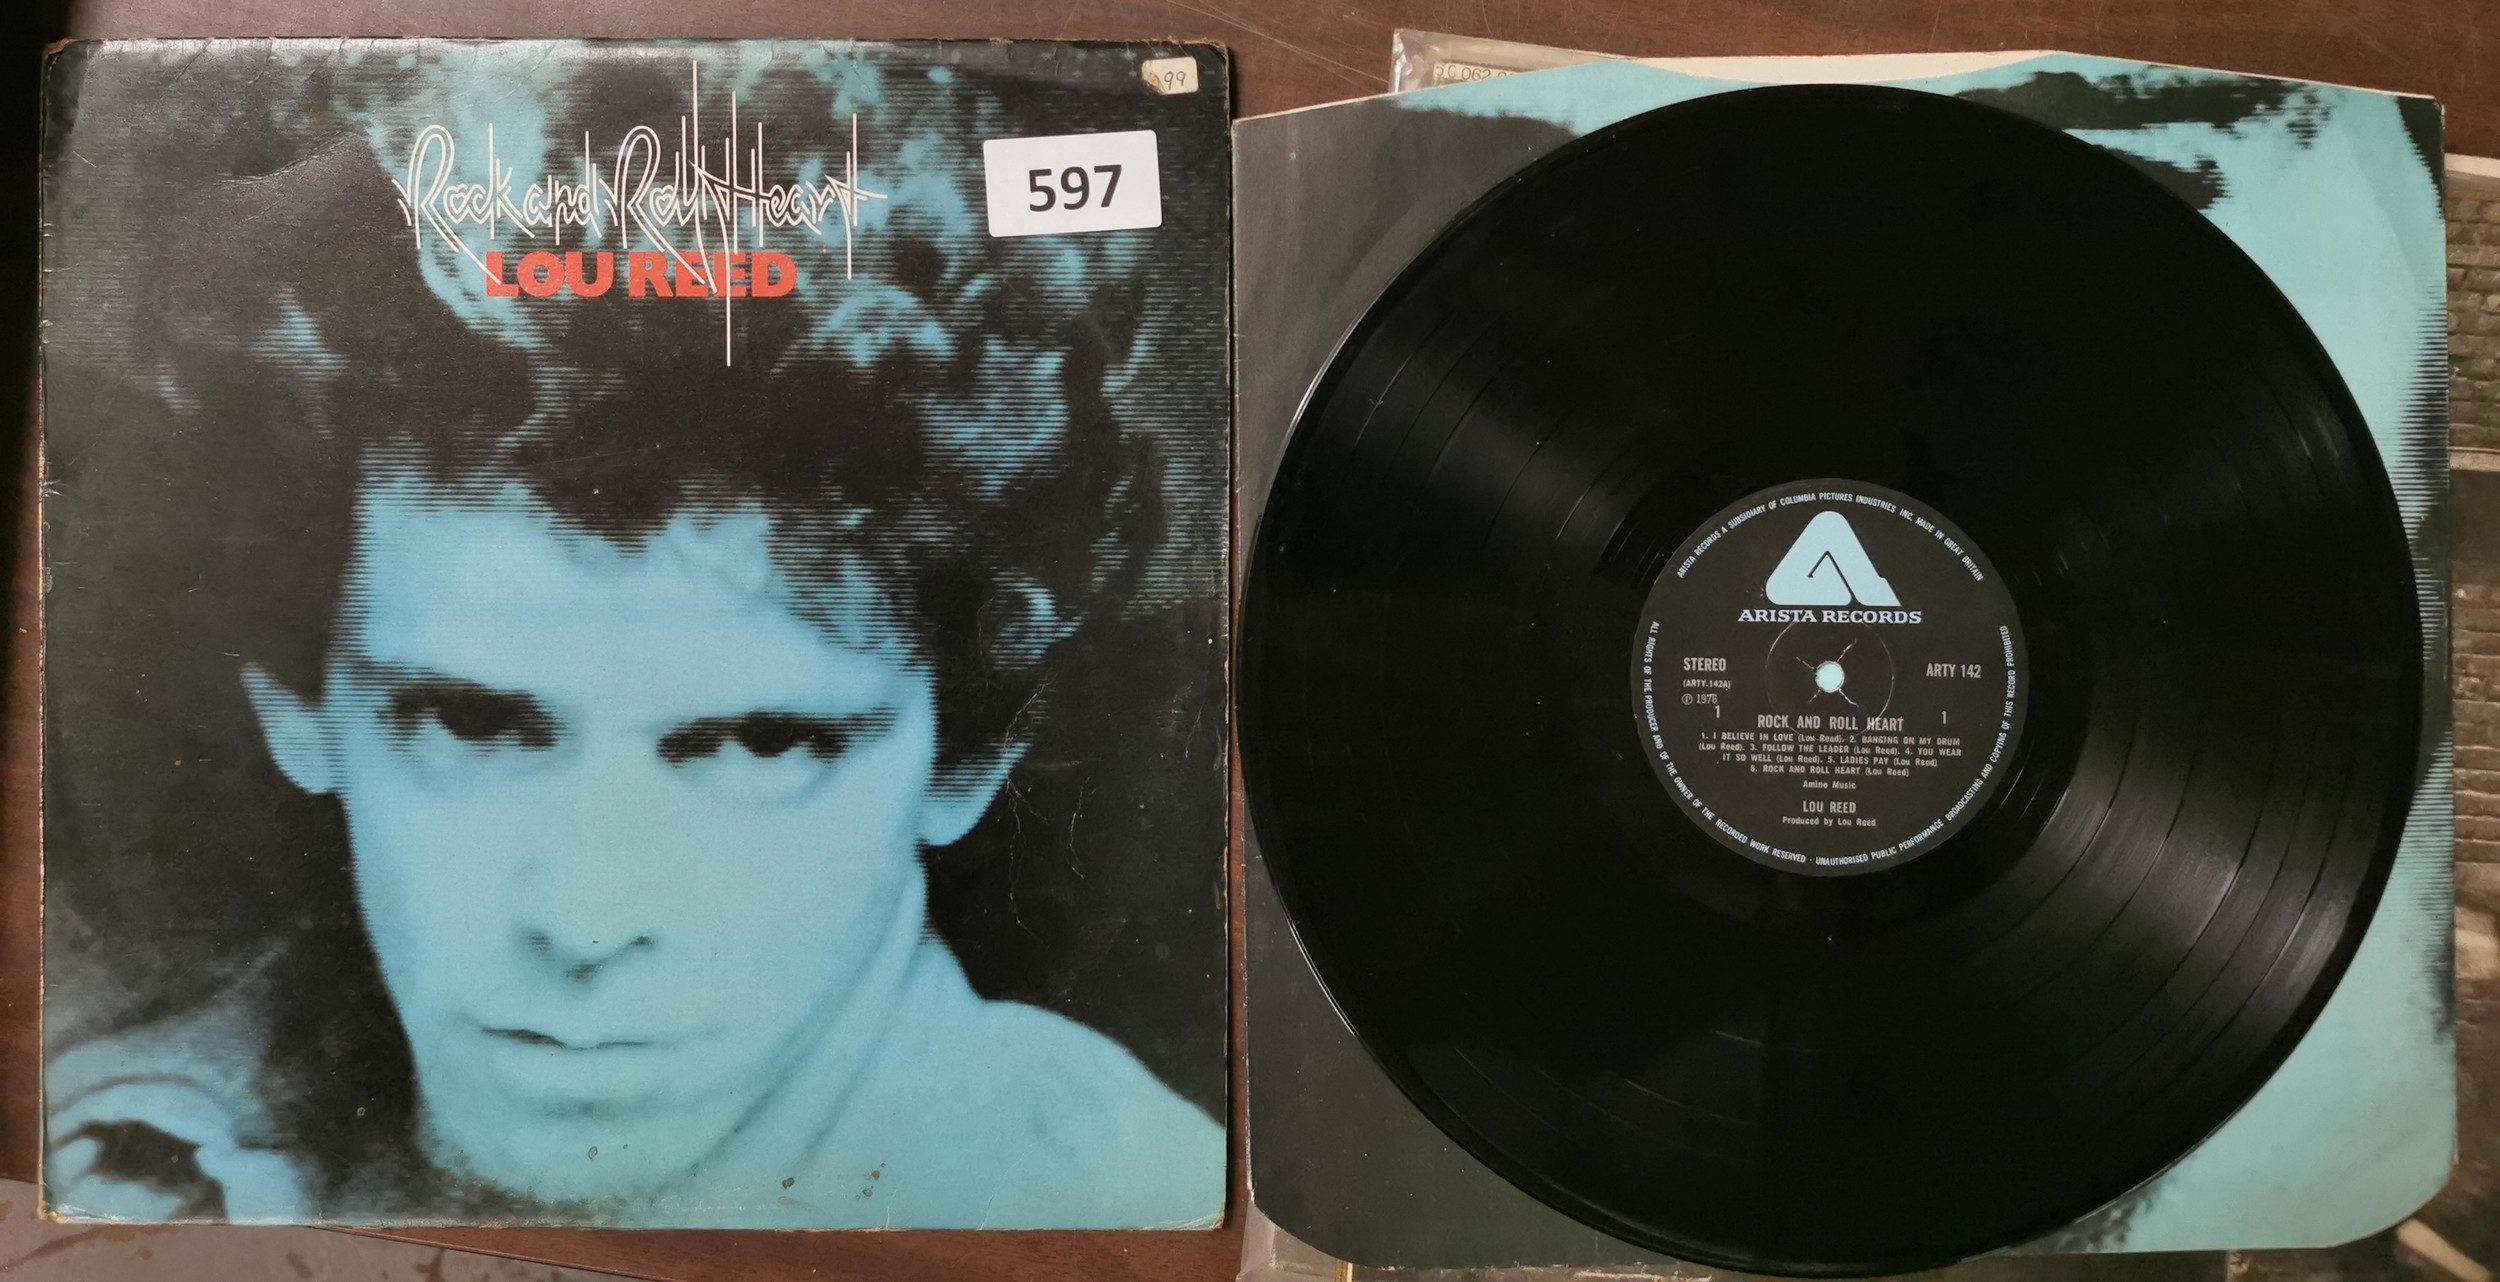 99
597
Rock and Roll Heart
LOU REED
5 C 062
ARISTA RECORDS A SUBSIDIARY OF COLUMBIA PICTURES INDUSTRIES INC. MADE IN GREAT BRITAIN
ARISTA RECORDS
STEREO
ARTY 142
(ARTY.142A)
℗ 1976
1
1
ROCK AND ROLL HEART
1. I BELIEVE IN LOVE (Lou Reed). 2. BANGING ON MY DRUM
(Lou Reed). 3. FOLLOW THE LEADER (Lou Reed). 4. YOU WEAR
IT SO WELL (Lou Reed) 5. LADIES PAY (Lou Reed)
6. ROCK AND ROLL HEART (Lou Reed)
Amino Music
LOU REED
Produced by Lou Reed
ALL RIGHTS OF THE PRODUCER AND OF THE OWNER OF THE RECORDED WORK RESERVED · UNAUTHORISED PUBLIC PERFORMANCE BROADCASTING AND COPYING OF THIS RECORD PROHIBITED